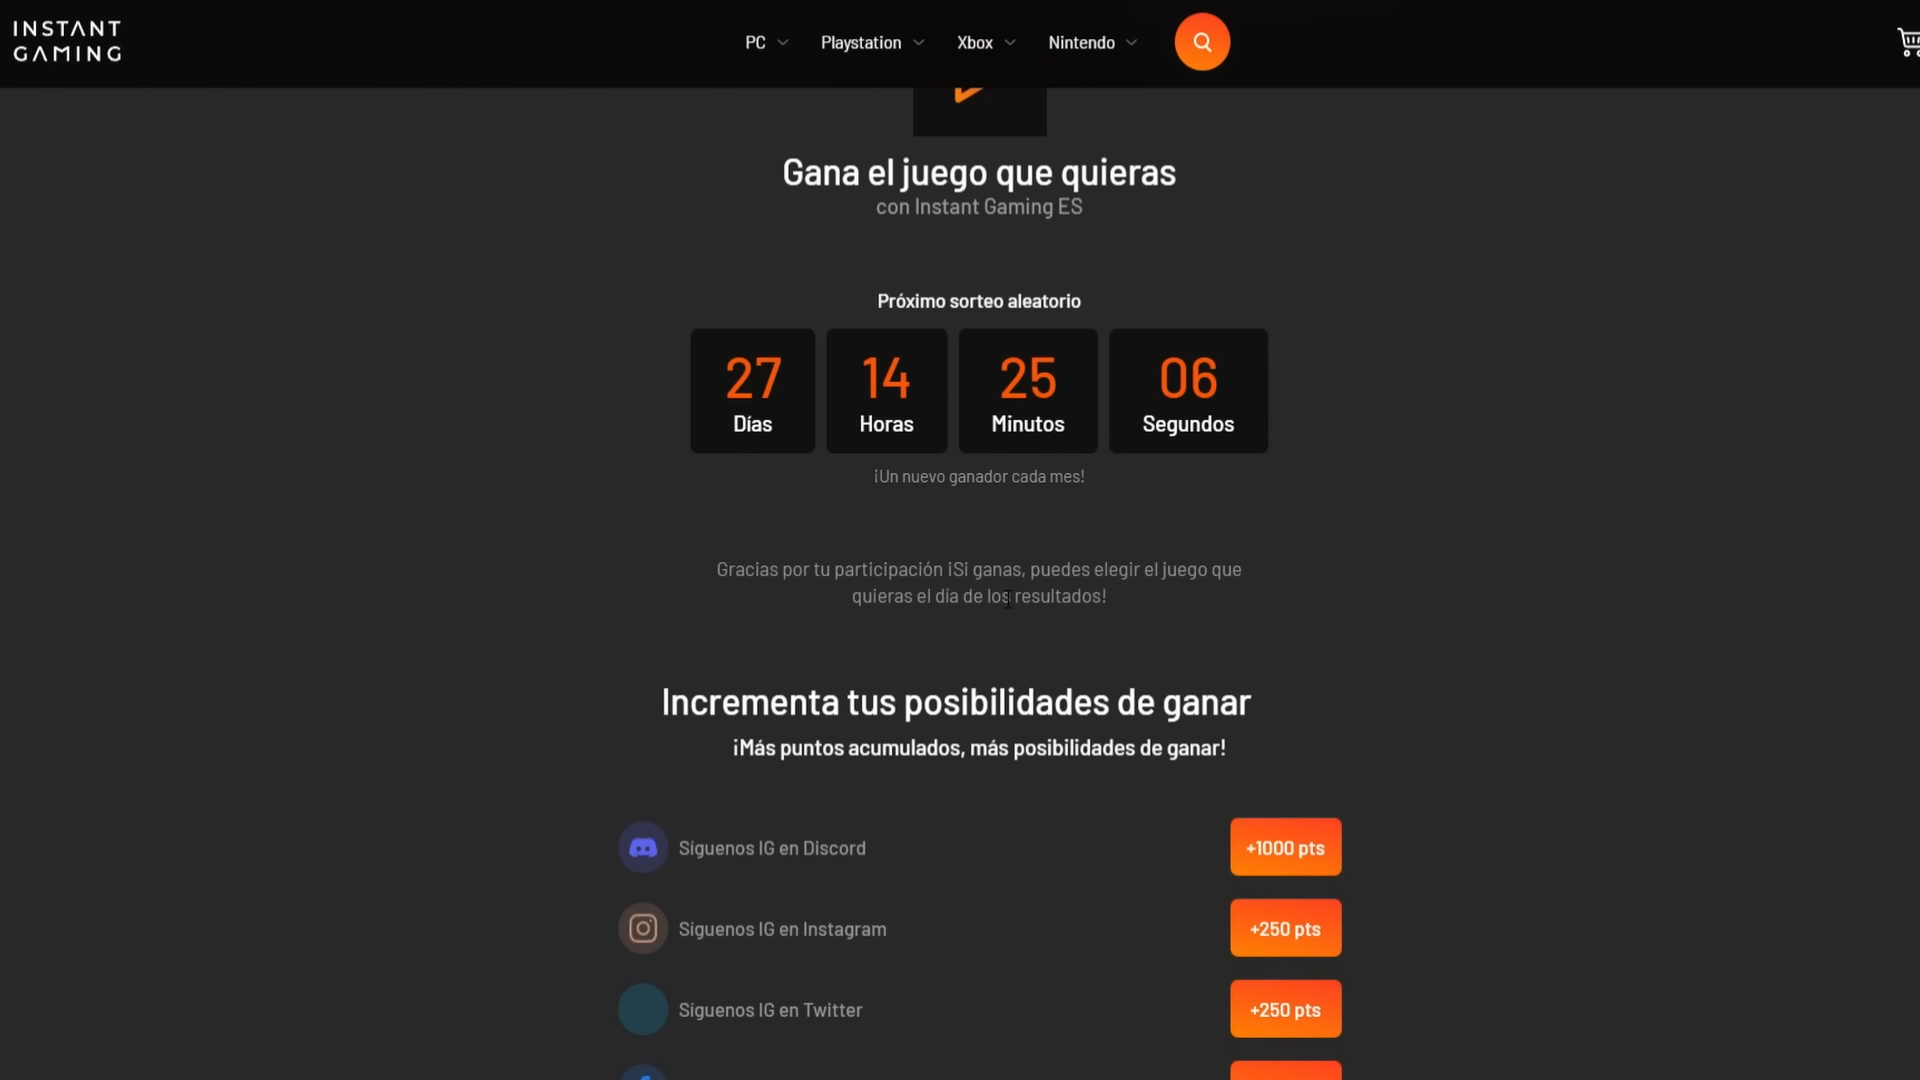 INSTANT
GAMING
PC
Playstation
Xbox
Nintendo
Gana el juego que quieras
con Instant Gaming ES
Próximo sorteo aleatorio
27
Días
14
Horas
25
Minutos
06
Segundos
¡Un nuevo ganador cada mes!
Gracias por tu participación ¡Si ganas, puedes elegir el juego que
quieras el día de los resultados!
Incrementa tus posibilidades de ganar
¡Más puntos acumulados, más posibilidades de ganar!
Síguenos IG en Discord
+1000 pts
Síguenos IG en Instagram
+250 pts
Síguenos IG en Twitter
+250 pts